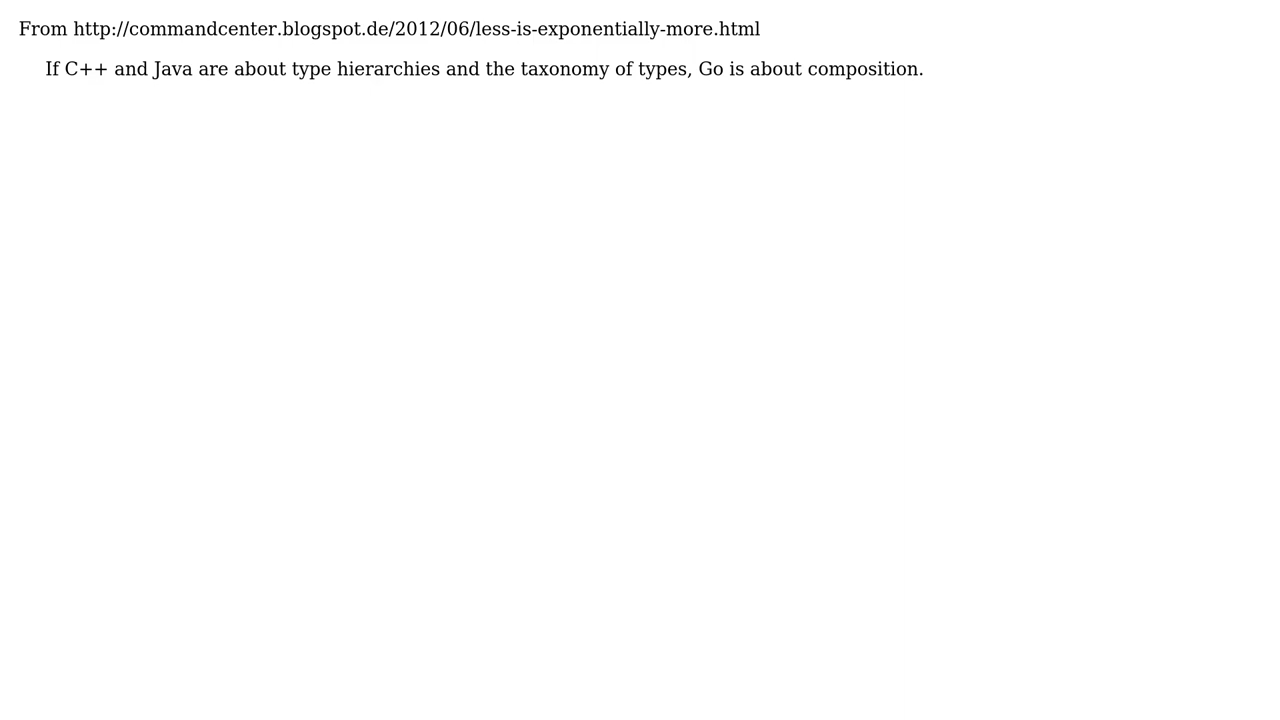 From http://commandcenter.blogspot.de/2012/06/less-is-exponentially-more.html
If C++ and Java are about type hierarchies and the taxonomy of types, Go is about composition.